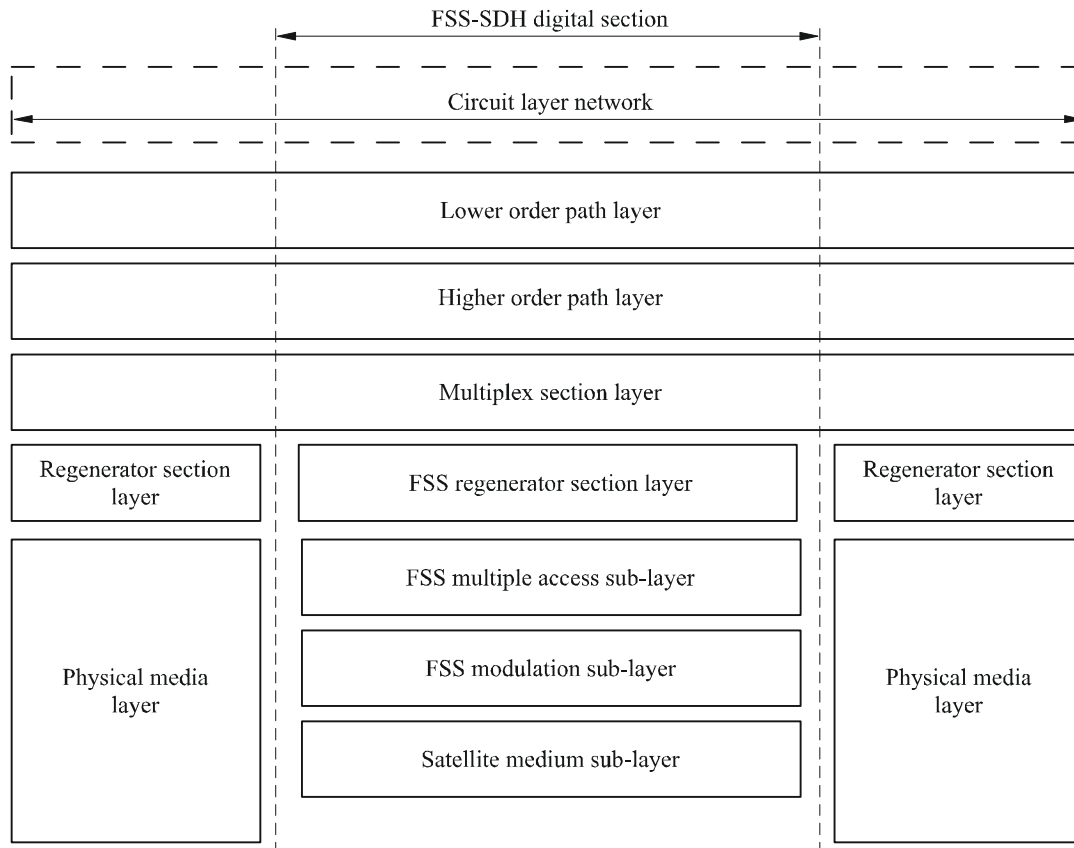 FSS-SDH digital section
Circuit layer network
Lower order path layer
Higher order path layer
Multiplex section layer
Regenerator section
layer
FSS regenerator section layer
Regenerator section
layer
Physical media
layer
FSS multiple access sub-layer
FSS modulation sub-layer
Satellite medium sub-layer
Physical media
layer